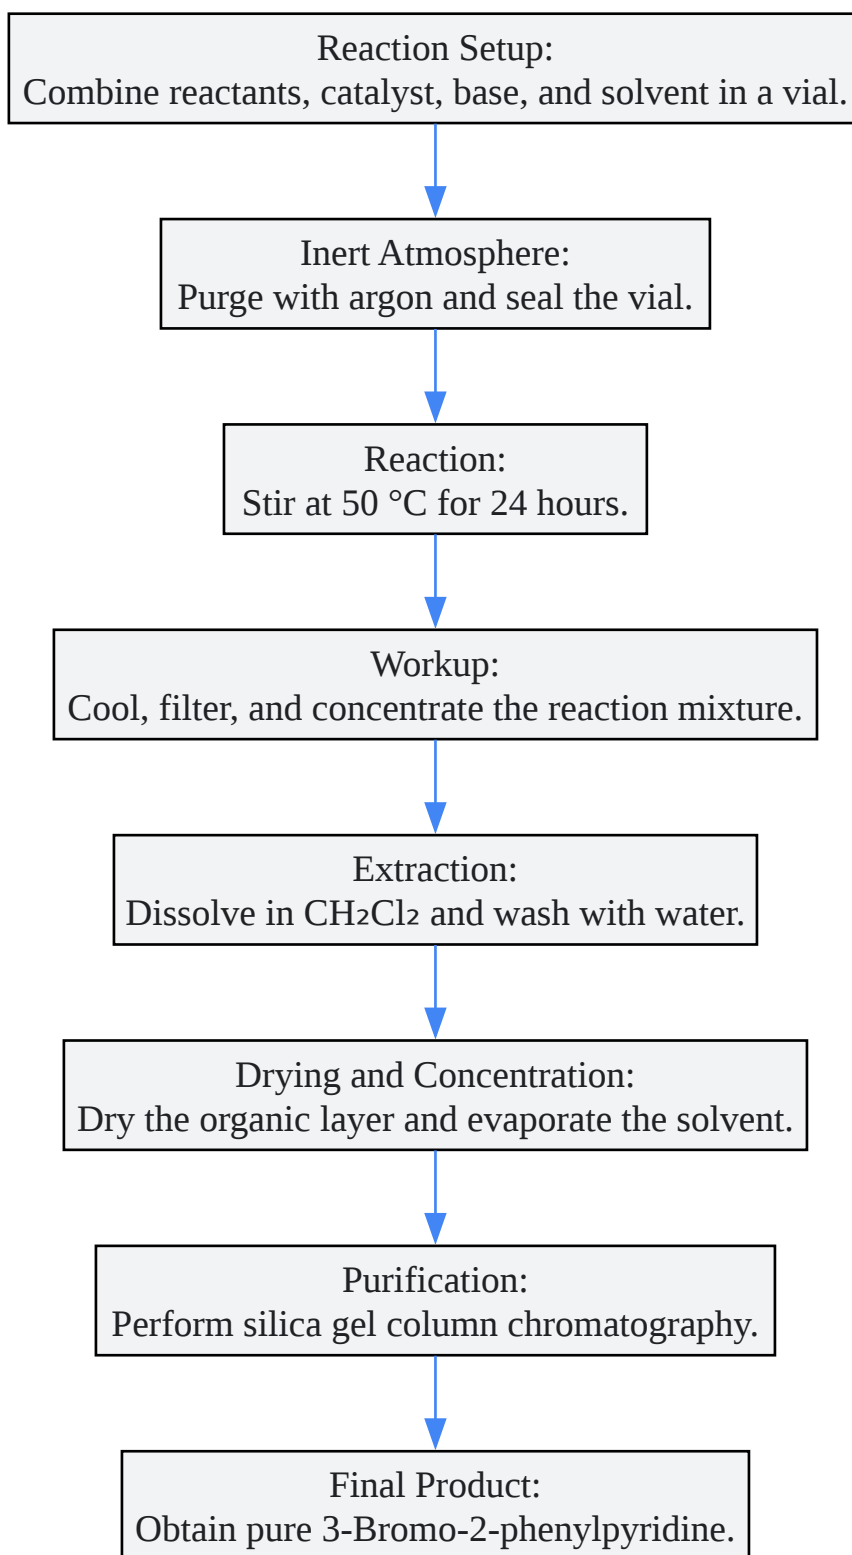 Reaction Setup:
Combine reactants, catalyst, base, and solvent in a vial.
Inert Atmosphere:
Purge with argon and seal the vial.
Reaction:
Stir at 50 °C for 24 hours.
Workup:
Cool, filter, and concentrate the reaction mixture.
Extraction:
Dissolve in CH₂Cl₂ and wash with water.
Drying and Concentration:
Dry the organic layer and evaporate the solvent.
Purification:
Perform silica gel column chromatography.
Final Product:
Obtain pure 3-Bromo-2-phenylpyridine.